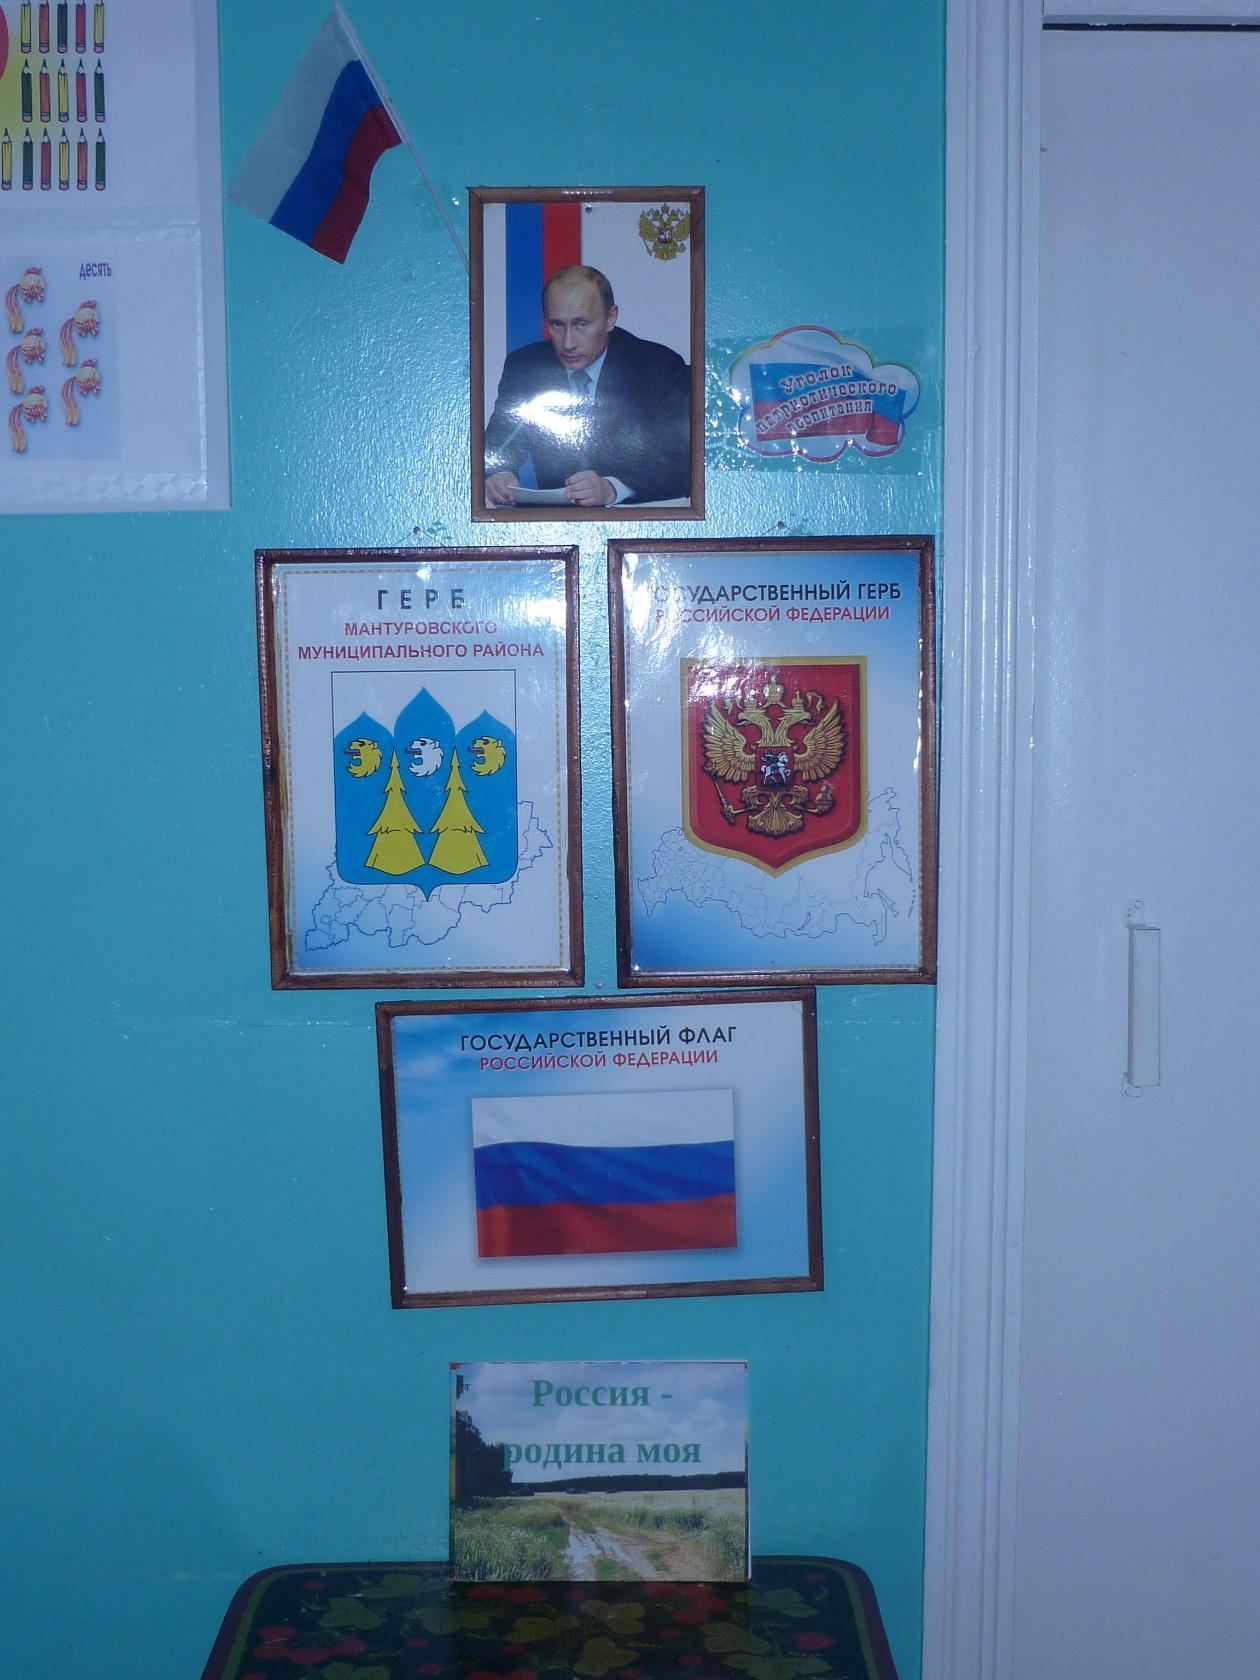 десять
Уголок
патриотического
воспитания
ГЕРБ
МАНТУРОВСКОГО
МУНИЦИПАЛЬНОГО РАЙОНА
ГОСУДАРСТВЕННЫЙ ГЕРБ
РОССИЙСКОЙ ФЕДЕРАЦИИ
ГОСУДАРСТВЕННЫЙ ФЛАГ
РОССИЙСКОЙ ФЕДЕРАЦИИ
Россия -
родина моя